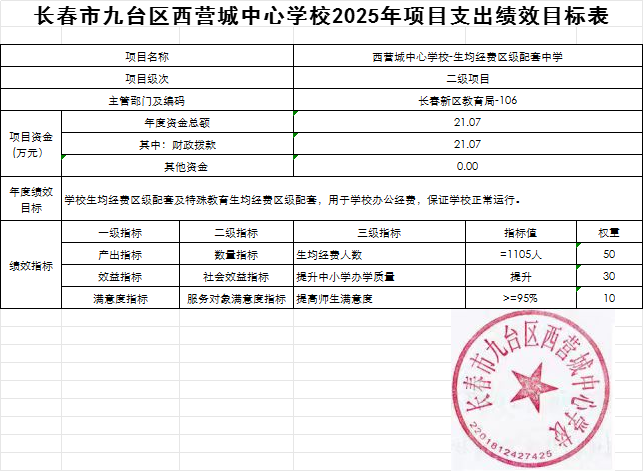 长春市九台区西营城中心学校2025年项目支出绩效目标表
项目名称 西营城中心学校-生均经费区级配套中学
项目级次 二级项目
主管部门及编码 长春新区教育局-106
项目资金
(万元)
年度资金总额 21.07
其中：财政拨款 21.07
其他资金 0.00
年度绩效
目标
学校生均经费区级配套及特殊教育生均经费区级配套，用于学校办公经费，保证学校正常运行。
绩效指标
一级指标 二级指标 三级指标 指标值 权重
产出指标 数量指标 生均经费人数 =1105人 50
效益指标 社会效益指标 提升中小学办学质量 提升 30
满意度指标 服务对象满意度指标 提高师生满意度 >=95% 10
长春市九台区西营城中心学校
2201812427425